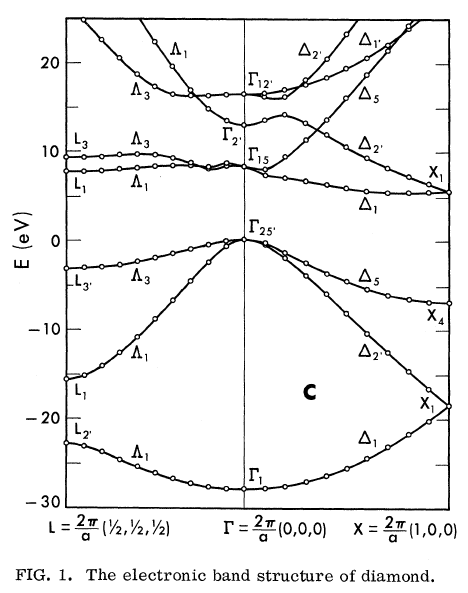 20
10
0
−10
−20
−30
E (eV)
Λ₁
Δ₂'
Δ₁'
Γ₁₂'
Λ₃
Δ₅
Γ₂'
L₃
Λ₃
Δ₂'
Γ₁₅
X₁
L₁
Λ₁
Δ₁
Γ₂₅'
L₃'
Λ₃
Δ₅
X₄
Λ₁
Δ₂'
L₁
C
X₁
L₂'
Δ₁
Λ₁
Γ₁
L = 2π/a (½,½,½) Γ = 2π/a (0,0,0) X = 2π/a (1,0,0)
FIG. 1. The electronic band structure of diamond.